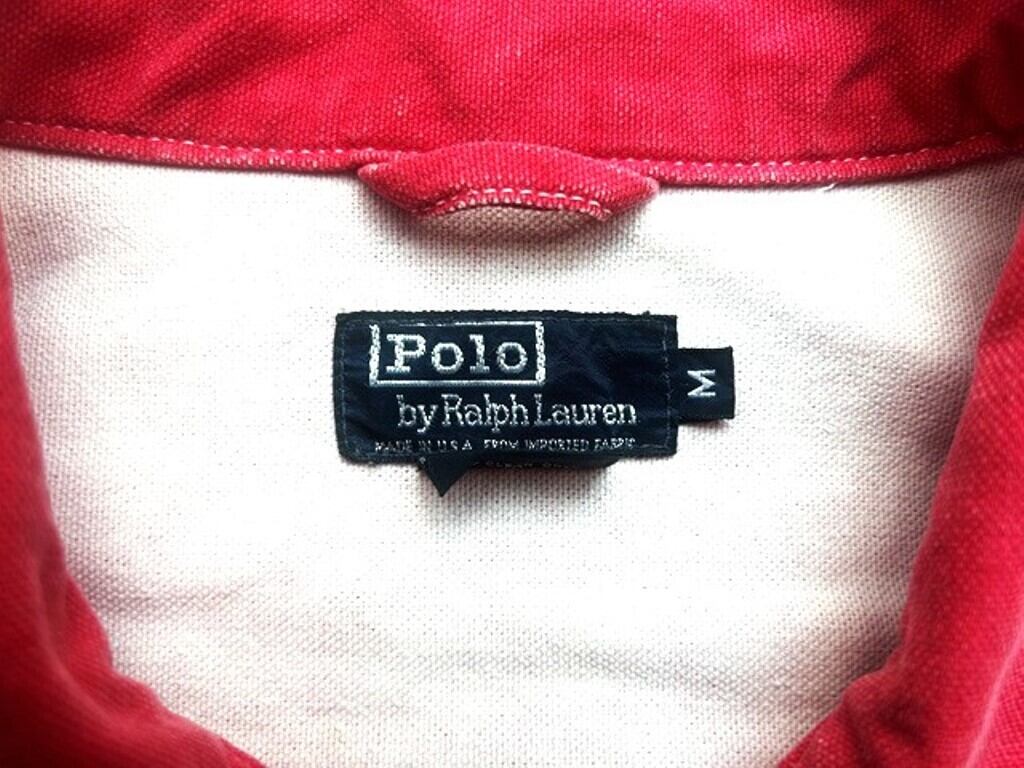 Polo
by Ralph Lauren
MADE IN U.S.A. FROM IMPORTED FABRIC
M